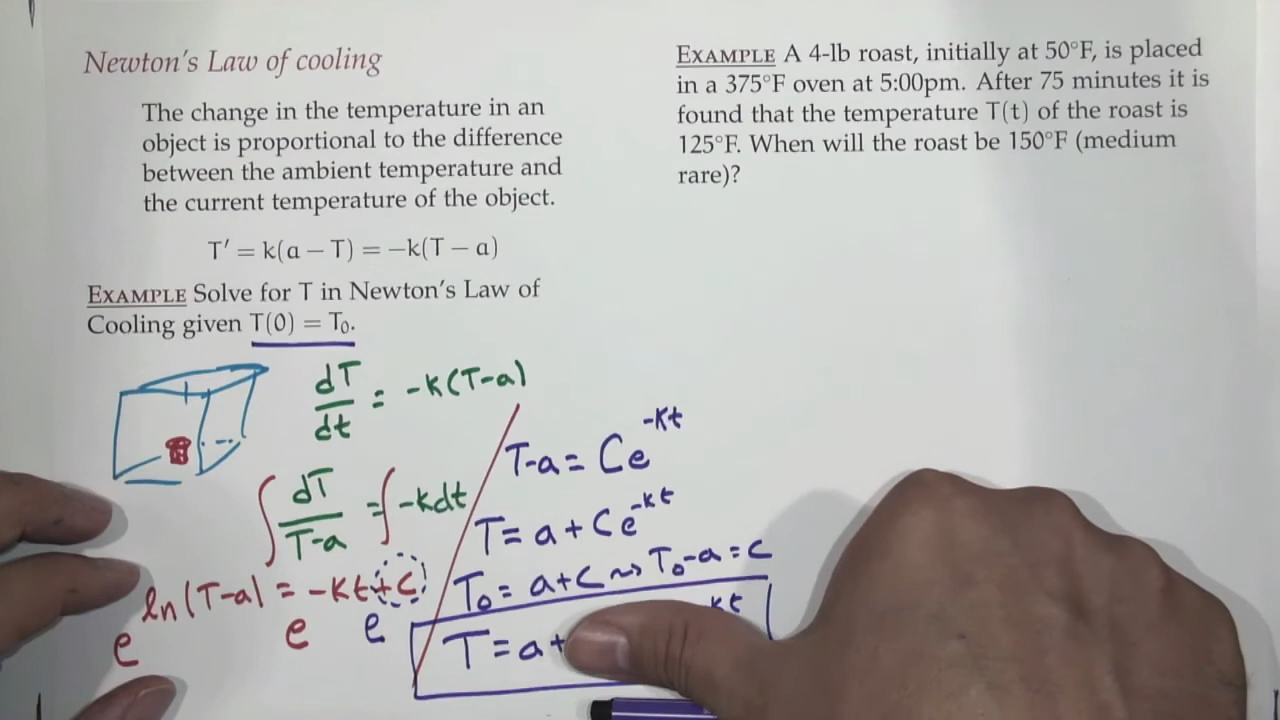 Newton's Law of cooling
The change in the temperature in an
object is proportional to the difference
between the ambient temperature and
the current temperature of the object.
T′ = k(a − T) = −k(T − a)
EXAMPLE Solve for T in Newton's Law of
Cooling given T(0) = T₀.
dT/dt = -k(T-a)
∫ dT/(T-a) = ∫ -kdt
e^ln(T-a) = e^-kt + c e
T-a = Ce^-kt
T = a + Ce^-kt
T₀ = a+c ⇝ T₀-a = c
T = a+ kt
EXAMPLE A 4-lb roast, initially at 50°F, is placed
in a 375°F oven at 5:00pm. After 75 minutes it is
found that the temperature T(t) of the roast is
125°F. When will the roast be 150°F (medium
rare)?